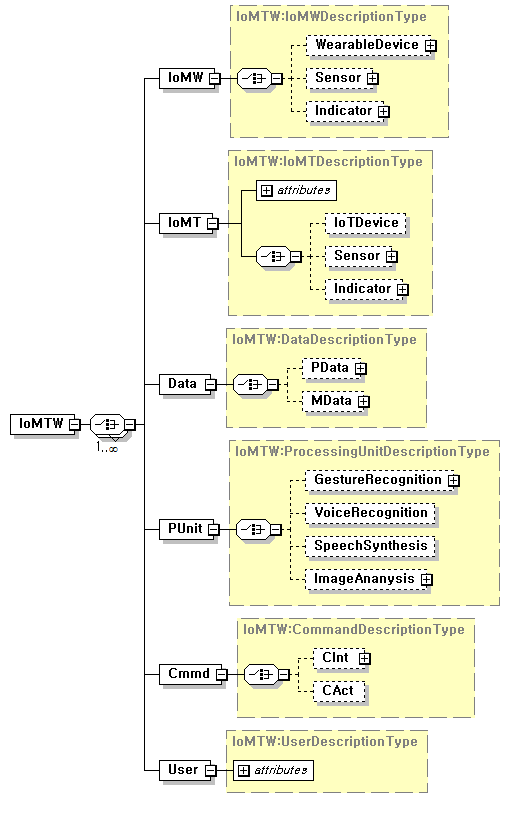 IoMTW:IoMWDescriptionType
WearableDevice
IoMW
Sensor
Indicator
IoMTW:IoMTDescriptionType
attributes
IoMT
IoTDevice
Sensor
Indicator
IoMTW:DataDescriptionType
PData
Data
MData
IoMTW
1..∞
IoMTW:ProcessingUnitDescriptionType
GestureRecognition
VoiceRecognition
PUnit
SpeechSynthesis
ImageAnanysis
IoMTW:CommandDescriptionType
CInt
Cmmd
CAct
IoMTW:UserDescriptionType
User
attributes